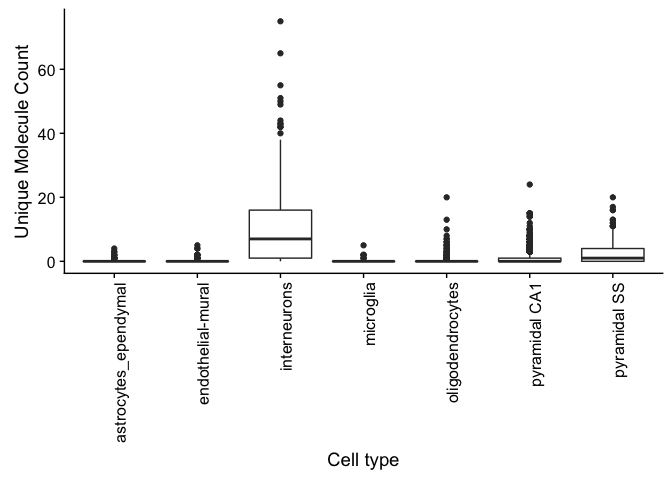 Unique Molecule Count
60
40
20
0
astrocytes_ependymal
endothelial-mural
interneurons
microglia
oligodendrocytes
pyramidal CA1
pyramidal SS
Cell type